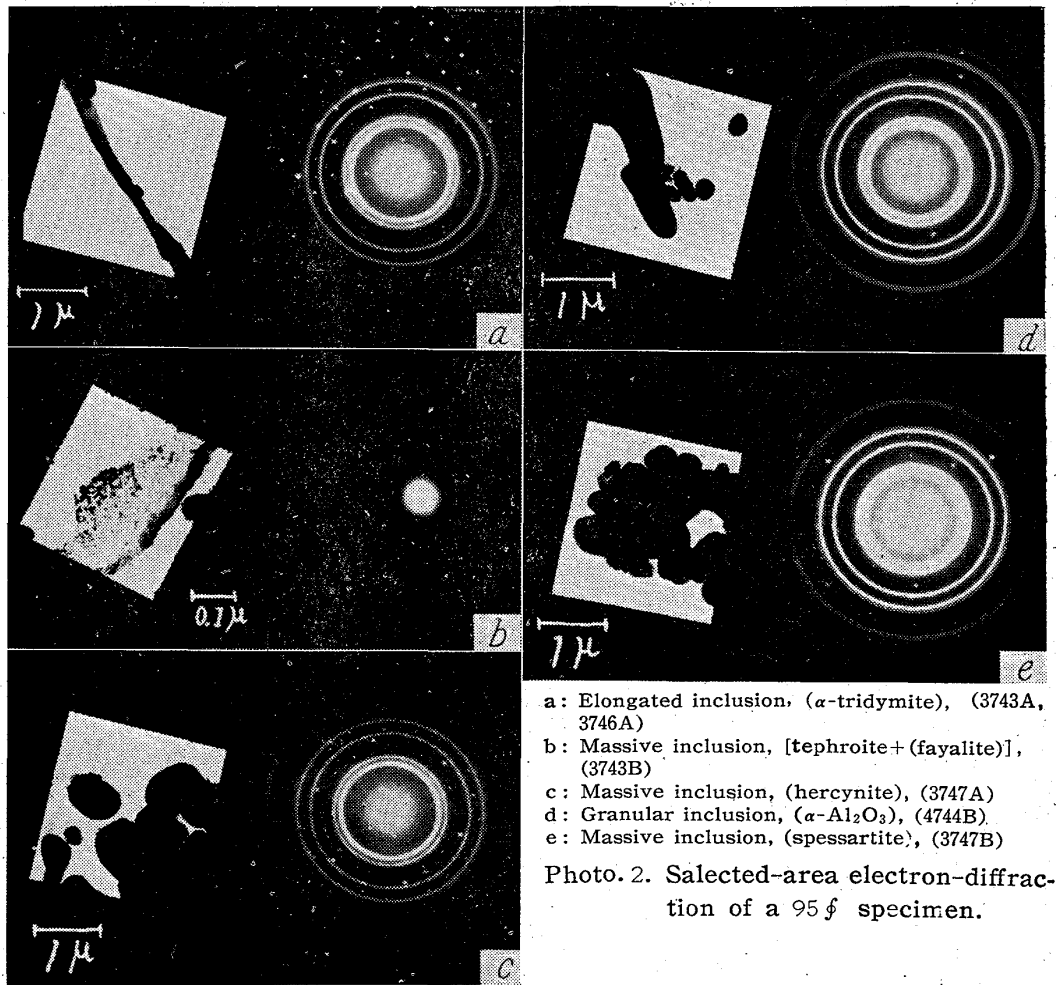 1 μ
a
1 μ
d
0.1 μ
b
1 μ
e
1 μ
c
a: Elongated inclusion, (α-tridymite), (3743A,
3746A)
b: Massive inclusion, [tephroite+(fayalite)],
(3743B)
c: Massive inclusion, (hercynite), (3747A)
d: Granular inclusion, (α-Al₂O₃), (4744B)
e: Massive inclusion, (spessartite), (3747B)
Photo. 2. Salected-area electron-diffrac-
tion of a 95∮ specimen.